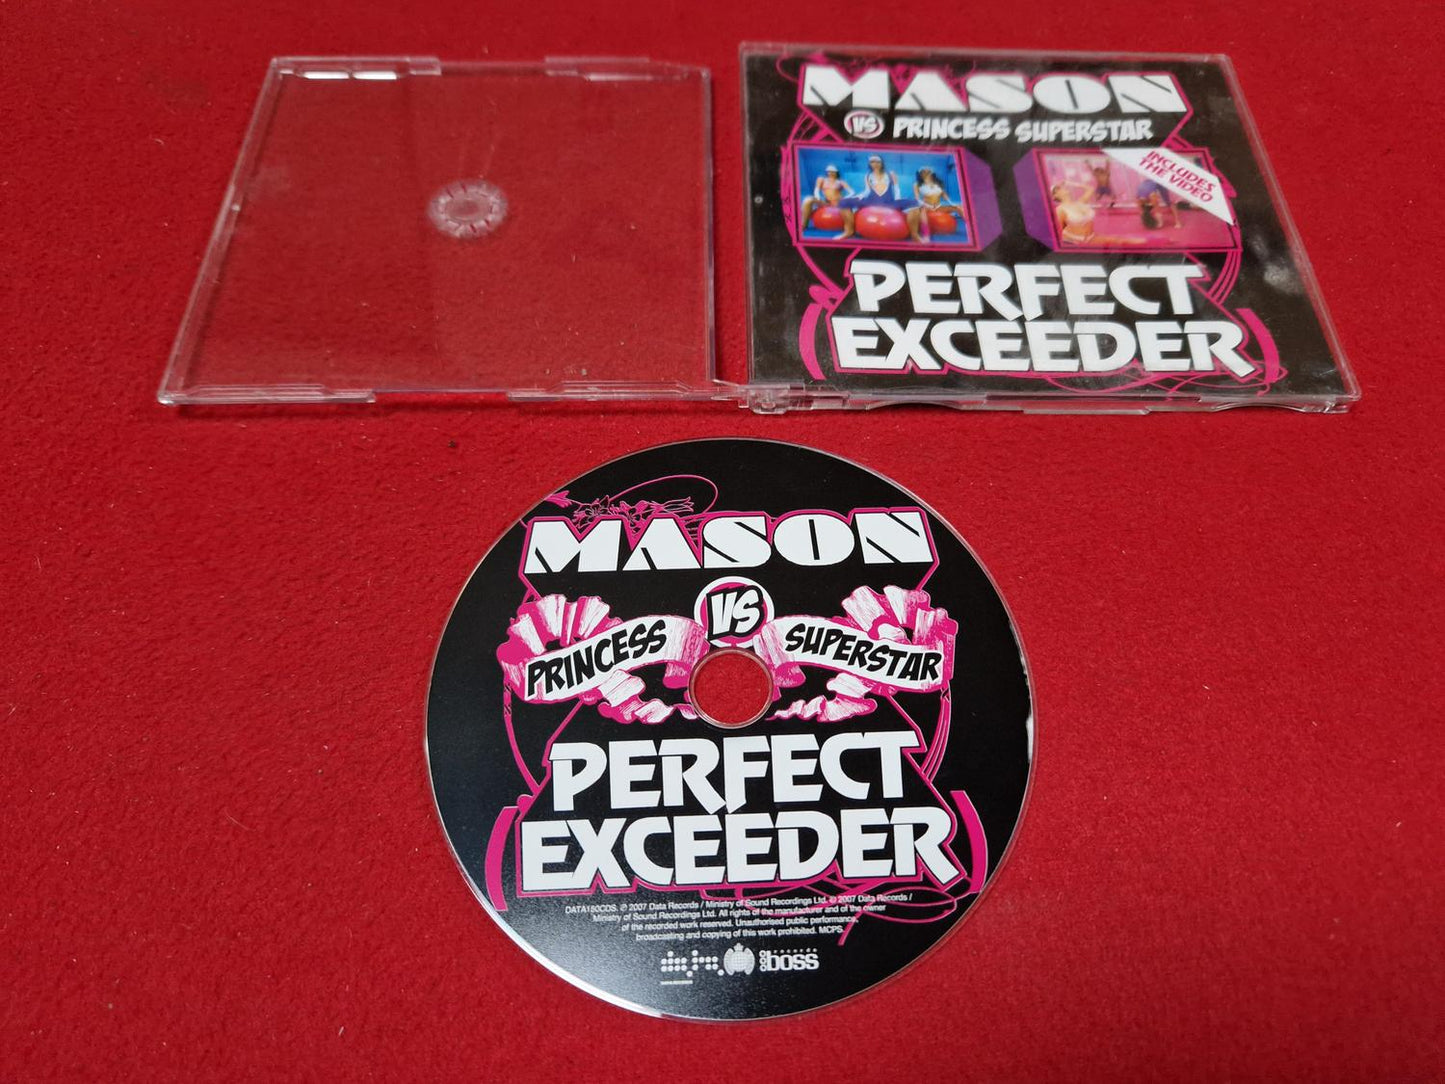 MASON
VS PRINCESS SUPERSTAR
INCLUDES
THE VIDEO
PERFECT
EXCEEDER
MASON
VS
PRINCESS SUPERSTAR
PERFECT
EXCEEDER
DATA150CDS. ℗ 2007 Data Records / Ministry of Sound Recordings Ltd. © 2007 Data Records /
Ministry of Sound Recordings Ltd. All rights of the manufacturer and of the owner
of the recorded work reserved. Unauthorised public performance,
broadcasting and copying of this work prohibited. MCPS.
records
boss